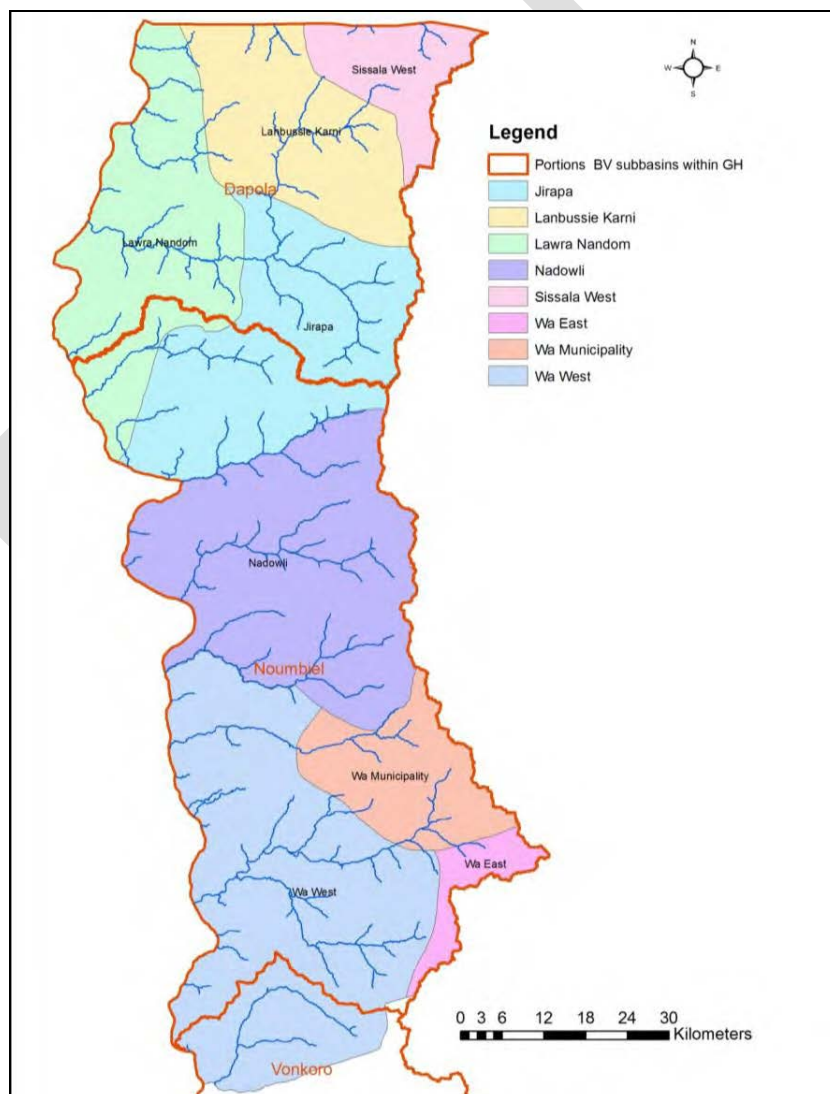 Sissala West
Lanbussie Karni
Dapola
Lawra Nandom
Jirapa
Nadowli
Noumbiel
Wa Municipality
Wa East
Wa West
Vonkoro
N
W E
S
Legend
Portions BV subbasins within GH
Jirapa
Lanbussie Karni
Lawra Nandom
Nadowli
Sissala West
Wa East
Wa Municipality
Wa West
0 3 6 12 18 24 30
Kilometers